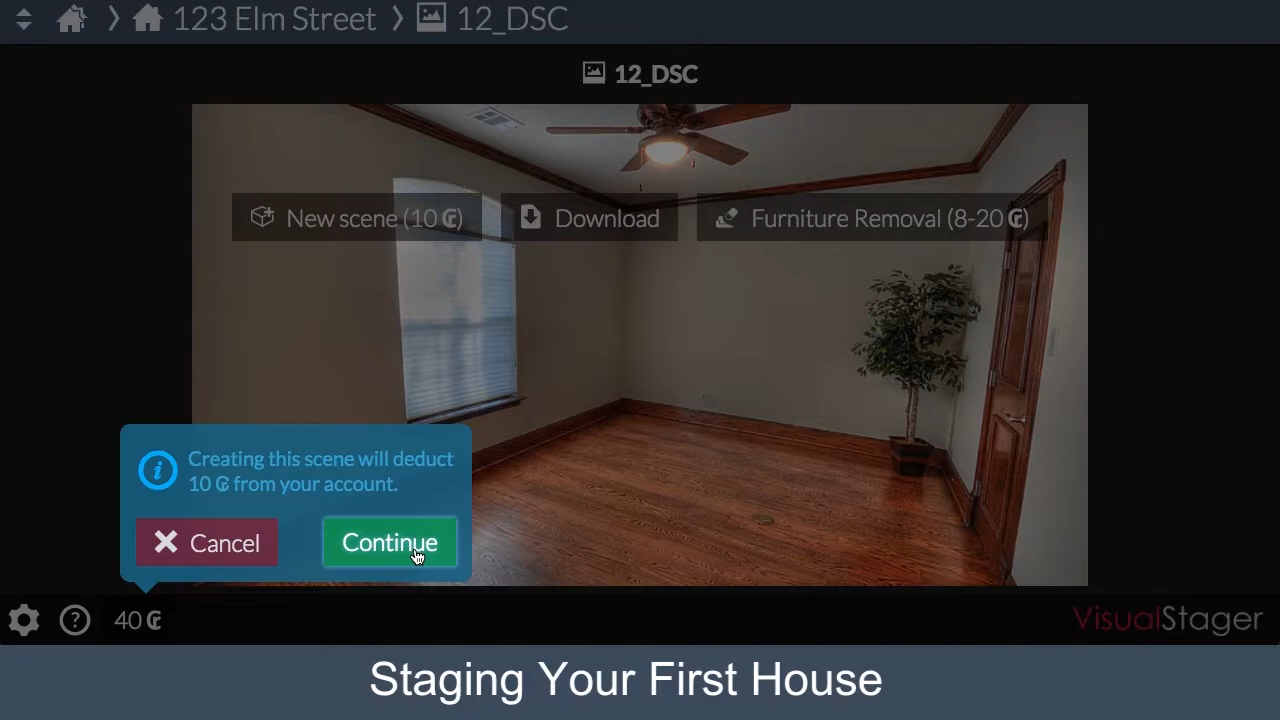 123 Elm Street 12_DSC
12_DSC
New scene (10 G) Download Furniture Removal (8-20 G)
Creating this scene will deduct
10 G from your account.
Cancel Continue
40 G
VisualStager
Staging Your First House